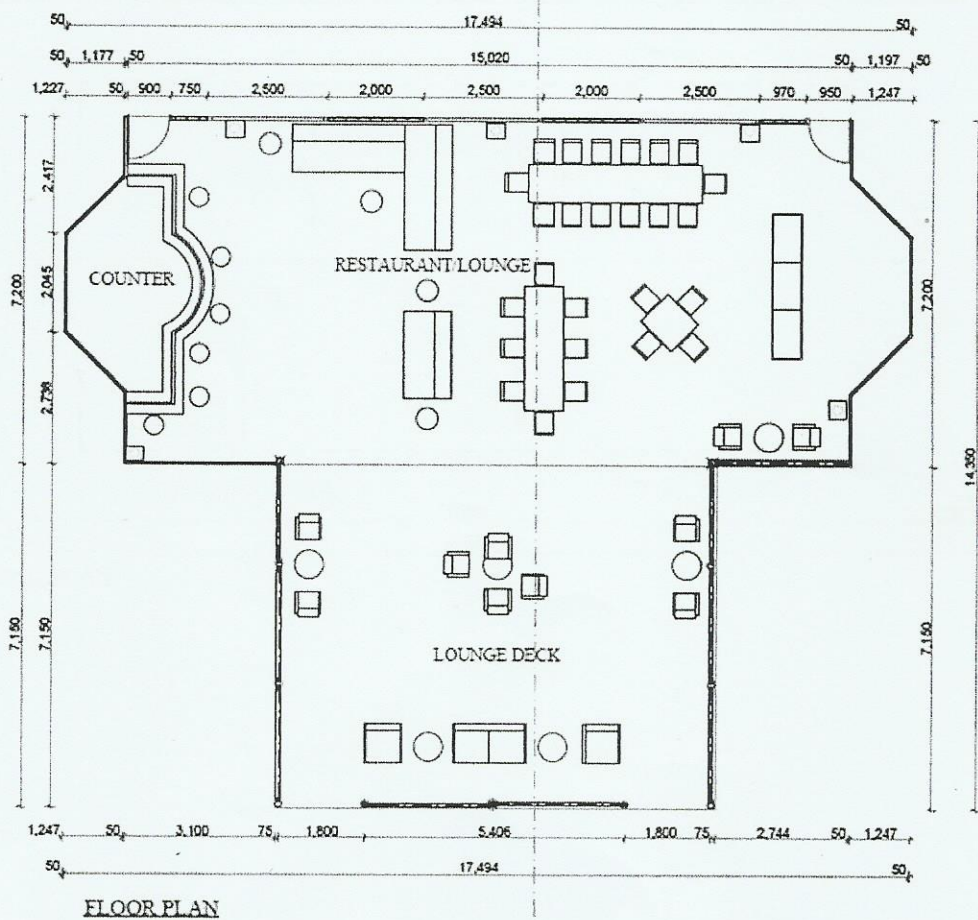 50 17,494 50
50 1,177 50 15,020 50 1,197 50
1,227 50 900 750 2,500 2,000 2,500 2,000 2,500 970 950 1,247
2,417
COUNTER
RESTAURANT/LOUNGE
7,200
2,045
7,200
2,738
14,350
7,150
7,150
7,150
LOUNGE DECK
1,247 50 3,100 75 1,800 5,406 1,800 75 2,744 50 1,247
50 17,494 50
FLOOR PLAN